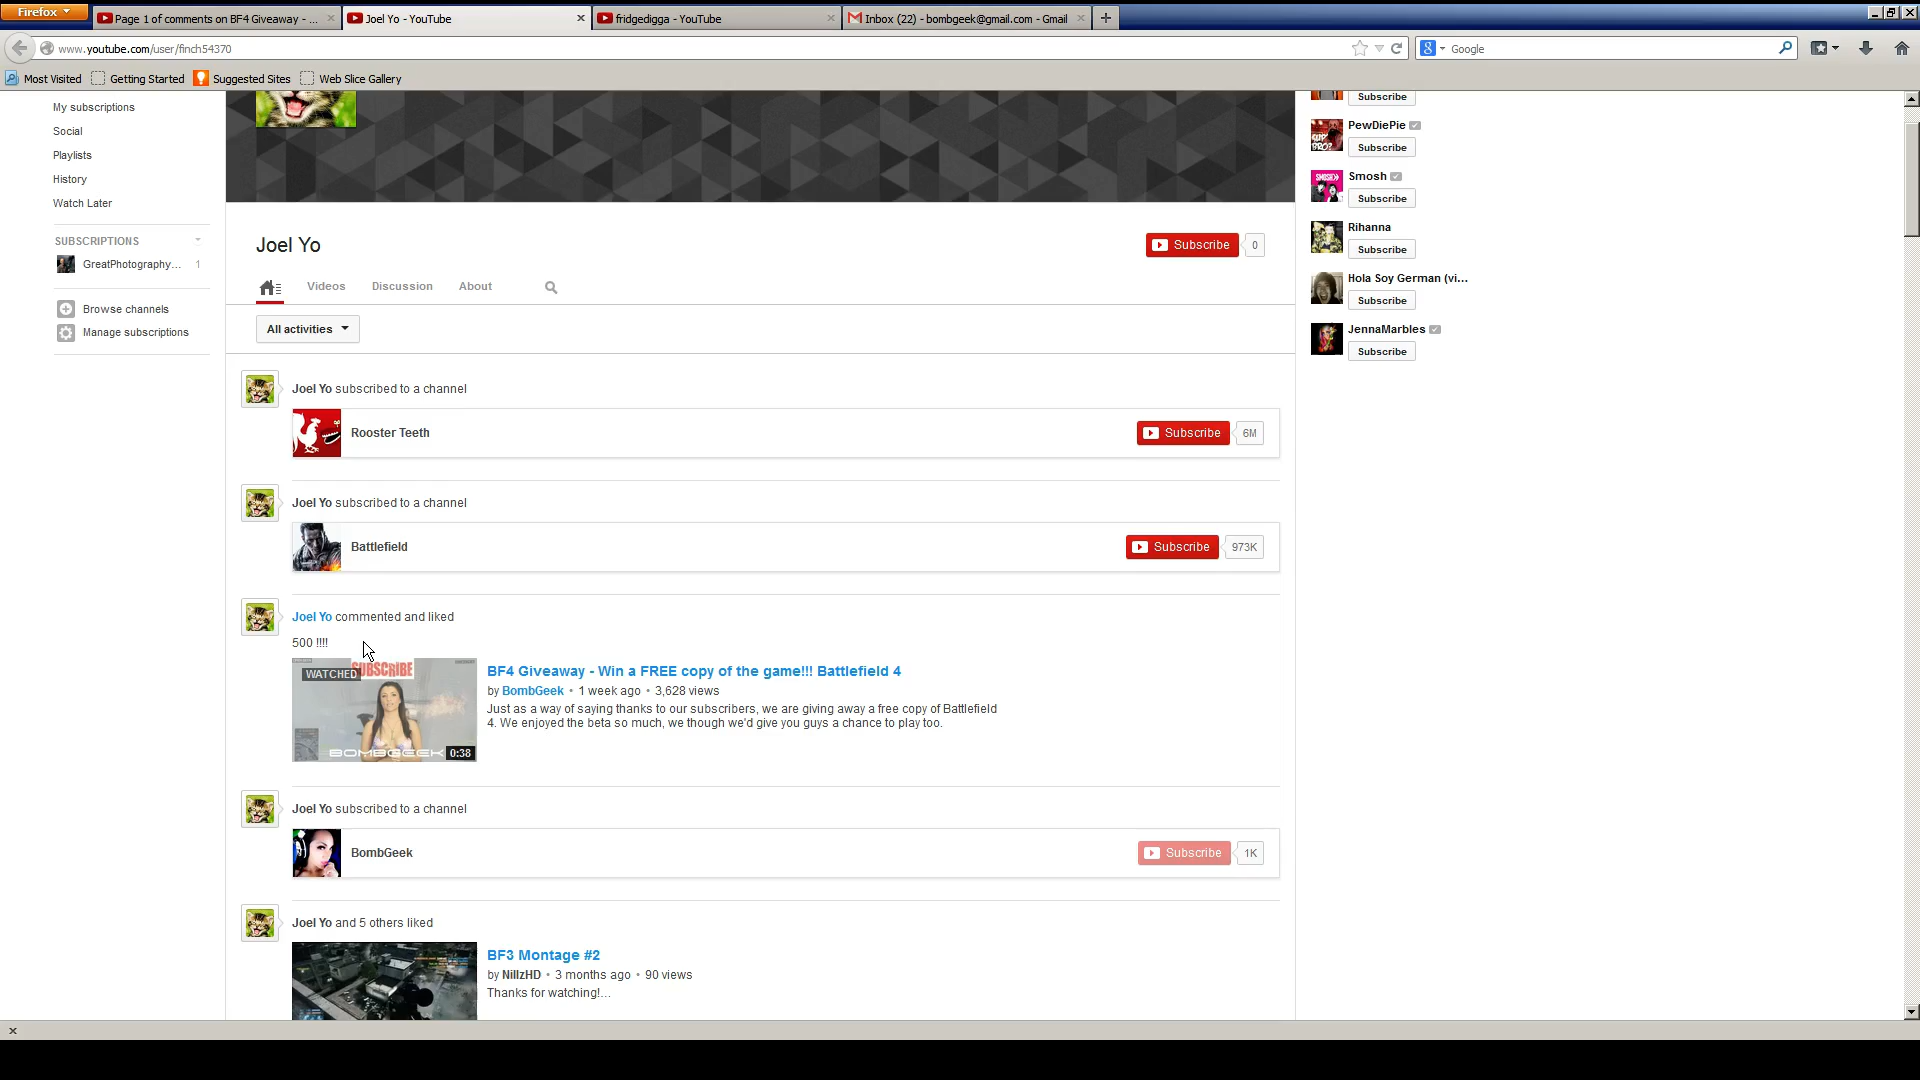 Firefox
Page 1 of comments on BF4 Giveaway - ...
Joel Yo - YouTube
fridgedigga - YouTube
Inbox (22) - bombgeek@gmail.com - Gmail
www.youtube.com/user/finch54370
Google
Most Visited
Getting Started
Suggested Sites
Web Slice Gallery
My subscriptions
Social
Playlists
History
Watch Later
SUBSCRIPTIONS
GreatPhotography... 1
Browse channels
Manage subscriptions
Joel Yo
Subscribe 0
Videos
Discussion
About
All activities
Joel Yo subscribed to a channel
Rooster Teeth
Subscribe 6M
Joel Yo subscribed to a channel
Battlefield
Subscribe 973K
Joel Yo commented and liked
500 !!!!
WATCHED
SUBSCRIBE
BOMBGEEK
0:38
BF4 Giveaway - Win a FREE copy of the game!!! Battlefield 4
by BombGeek • 1 week ago • 3,628 views
Just as a way of saying thanks to our subscribers, we are giving away a free copy of Battlefield
4. We enjoyed the beta so much, we though we'd give you guys a chance to play too.
Joel Yo subscribed to a channel
BombGeek
Subscribe 1K
Joel Yo and 5 others liked
BF3 Montage #2
by NillzHD • 3 months ago • 90 views
Thanks for watching!...
Subscribe
PewDiePie
Subscribe
Smosh
Subscribe
Rihanna
Subscribe
Hola Soy German (vi...
Subscribe
JennaMarbles
Subscribe